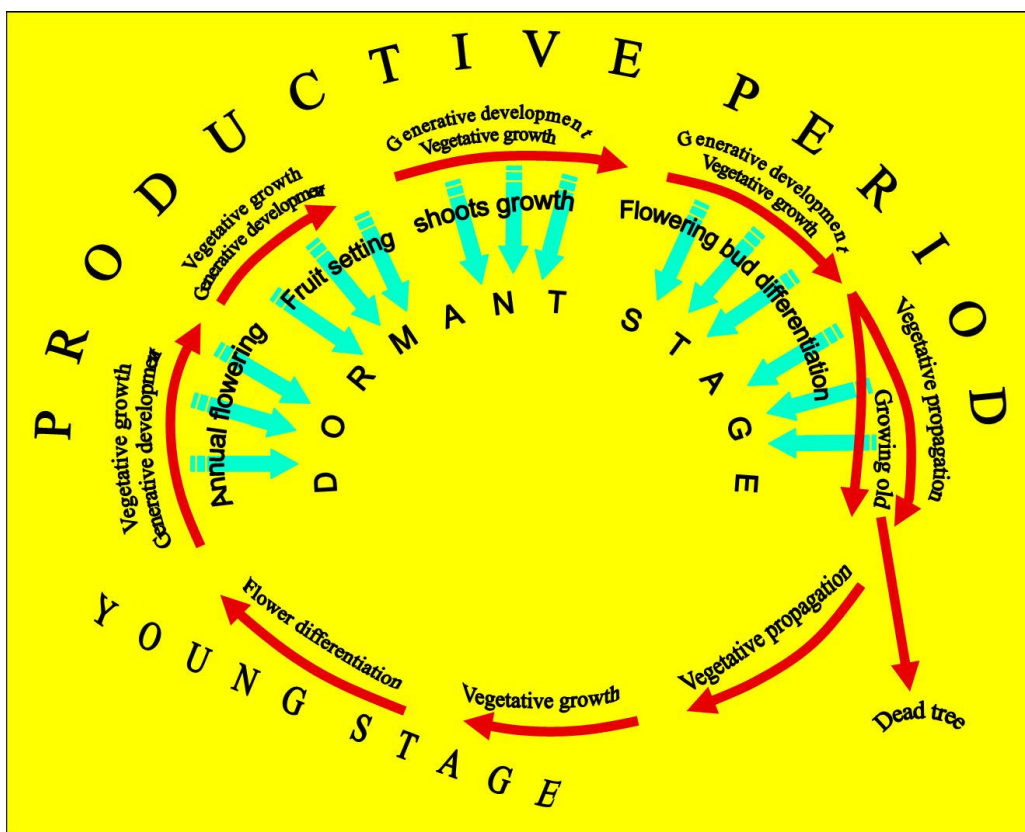 PRODUCTIVE PERIOD
Generative development
Vegetative growth
Generative development
Vegetative growth
Vegetative growth
Generative developmen
shoots growth
Flowering bud differentiation
Fruit setting
DORMANT STAGE
Annual flowering
Vegetative growth
Generative developmen
Vegetative propagation
Growing old
Flower differentiation
Vegetative propagation
Vegetative growth
YOUNG STAGE
Dead tree